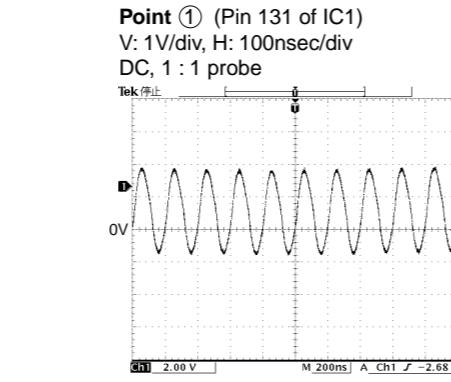 Point ① (Pin 131 of IC1)
V: 1V/div, H: 100nsec/div
DC, 1 : 1 probe
Tek 停止
T
1
0V
Ch1 2.00 V M 200ns A Ch1 ƒ −2.68